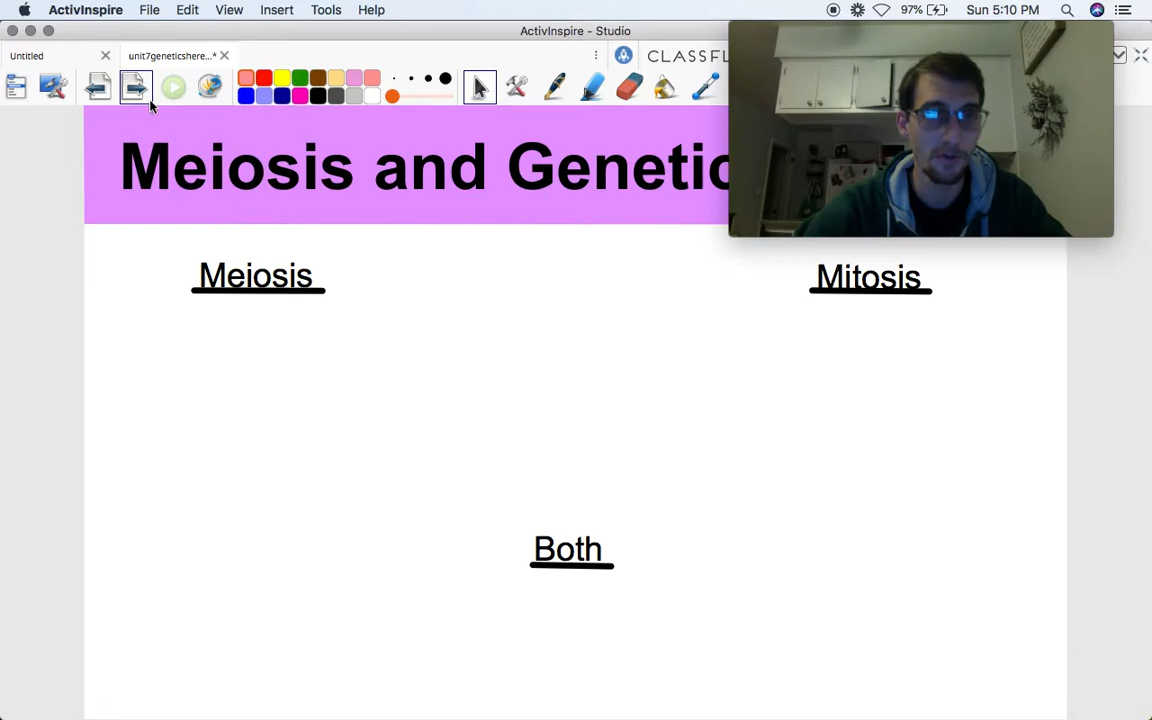 ActivInspire File Edit View Insert Tools Help 97% Sun 5:10 PM
ActivInspire - Studio
Untitled unit7geneticshere...* CLASSFL
Meiosis and Genetic
Meiosis Mitosis
Both